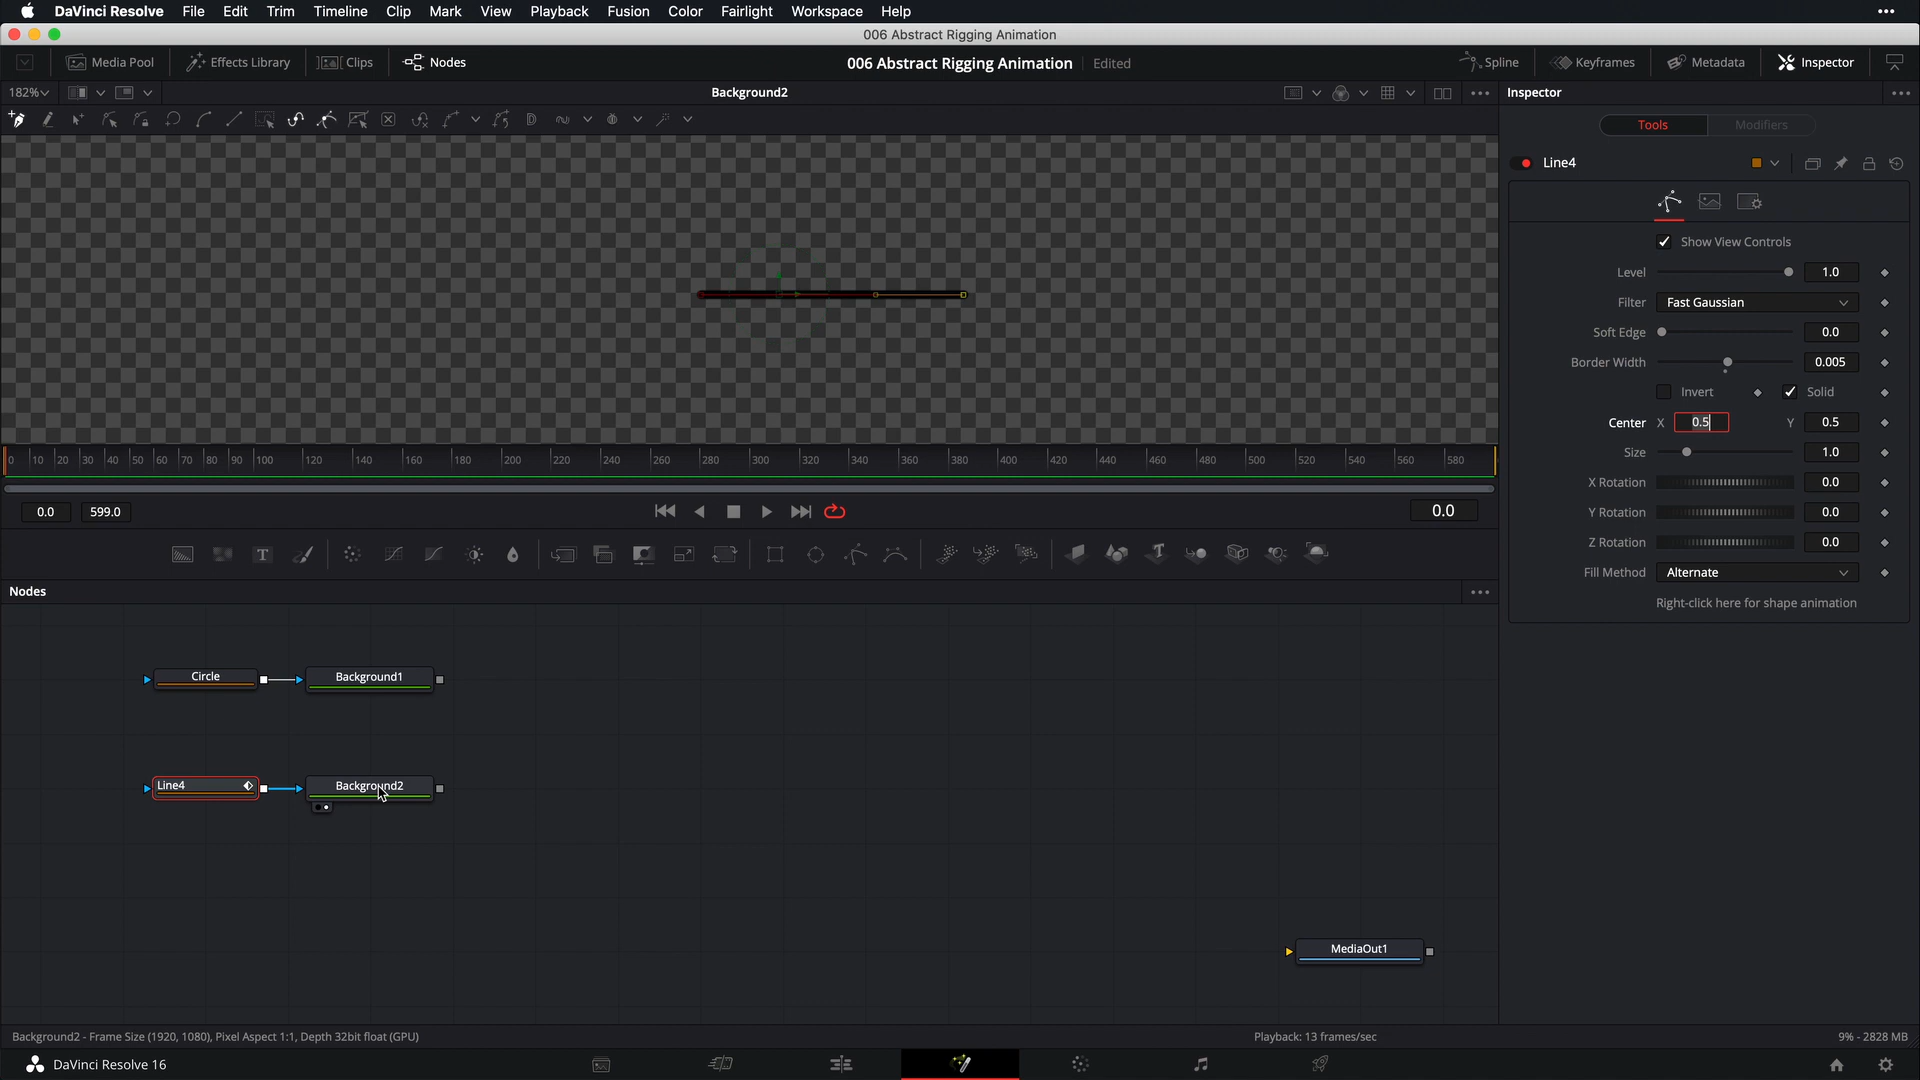 DaVinci Resolve File Edit Trim Timeline Clip Mark View Playback Fusion Color Fairlight Workspace Help
006 Abstract Rigging Animation
Media Pool Effects Library Clips Nodes 006 Abstract Rigging Animation Edited Spline Keyframes Metadata Inspector
182% Background2 Inspector
Tools Modifiers
Line4
Show View Controls
Level 1.0
Filter Fast Gaussian
Soft Edge 0.0
Border Width 0.005
Invert Solid
Center X 0.5 Y 0.5
Size 1.0
X Rotation 0.0
Y Rotation 0.0
Z Rotation 0.0
Fill Method Alternate
Right-click here for shape animation
0 10 20 30 40 50 60 70 80 90 100 120 140 160 180 200 220 240 260 280 300 320 340 360 380 400 420 440 460 480 500 520 540 560 580
0.0 599.0 0.0
T T
Nodes
Circle Background1
Line4 Background2
MediaOut1
Background2 - Frame Size (1920, 1080), Pixel Aspect 1:1, Depth 32bit float (GPU) Playback: 13 frames/sec 9% - 2828 MB
DaVinci Resolve 16